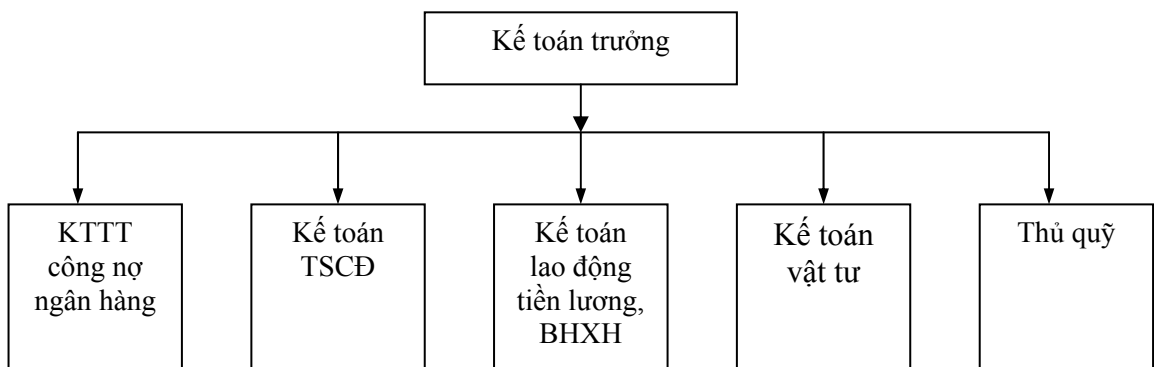 Kế toán trưởng
KTTT
công nợ
ngân hàng
Kế toán
TSCĐ
Kế toán
lao động
tiền lương,
BHXH
Kế toán
vật tư
Thủ quỹ